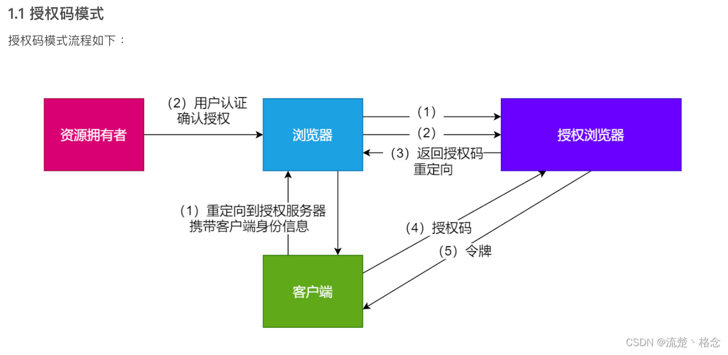 1.1 授权码模式
授权码模式流程如下：
（2）用户认证
确认授权
资源拥有者
浏览器
（1）
（2）
（3）返回授权码
重定向
授权浏览器
（1）重定向到授权服务器
携带客户端身份信息
（4）授权码
（5）令牌
客户端
CSDN @流楚丶格念